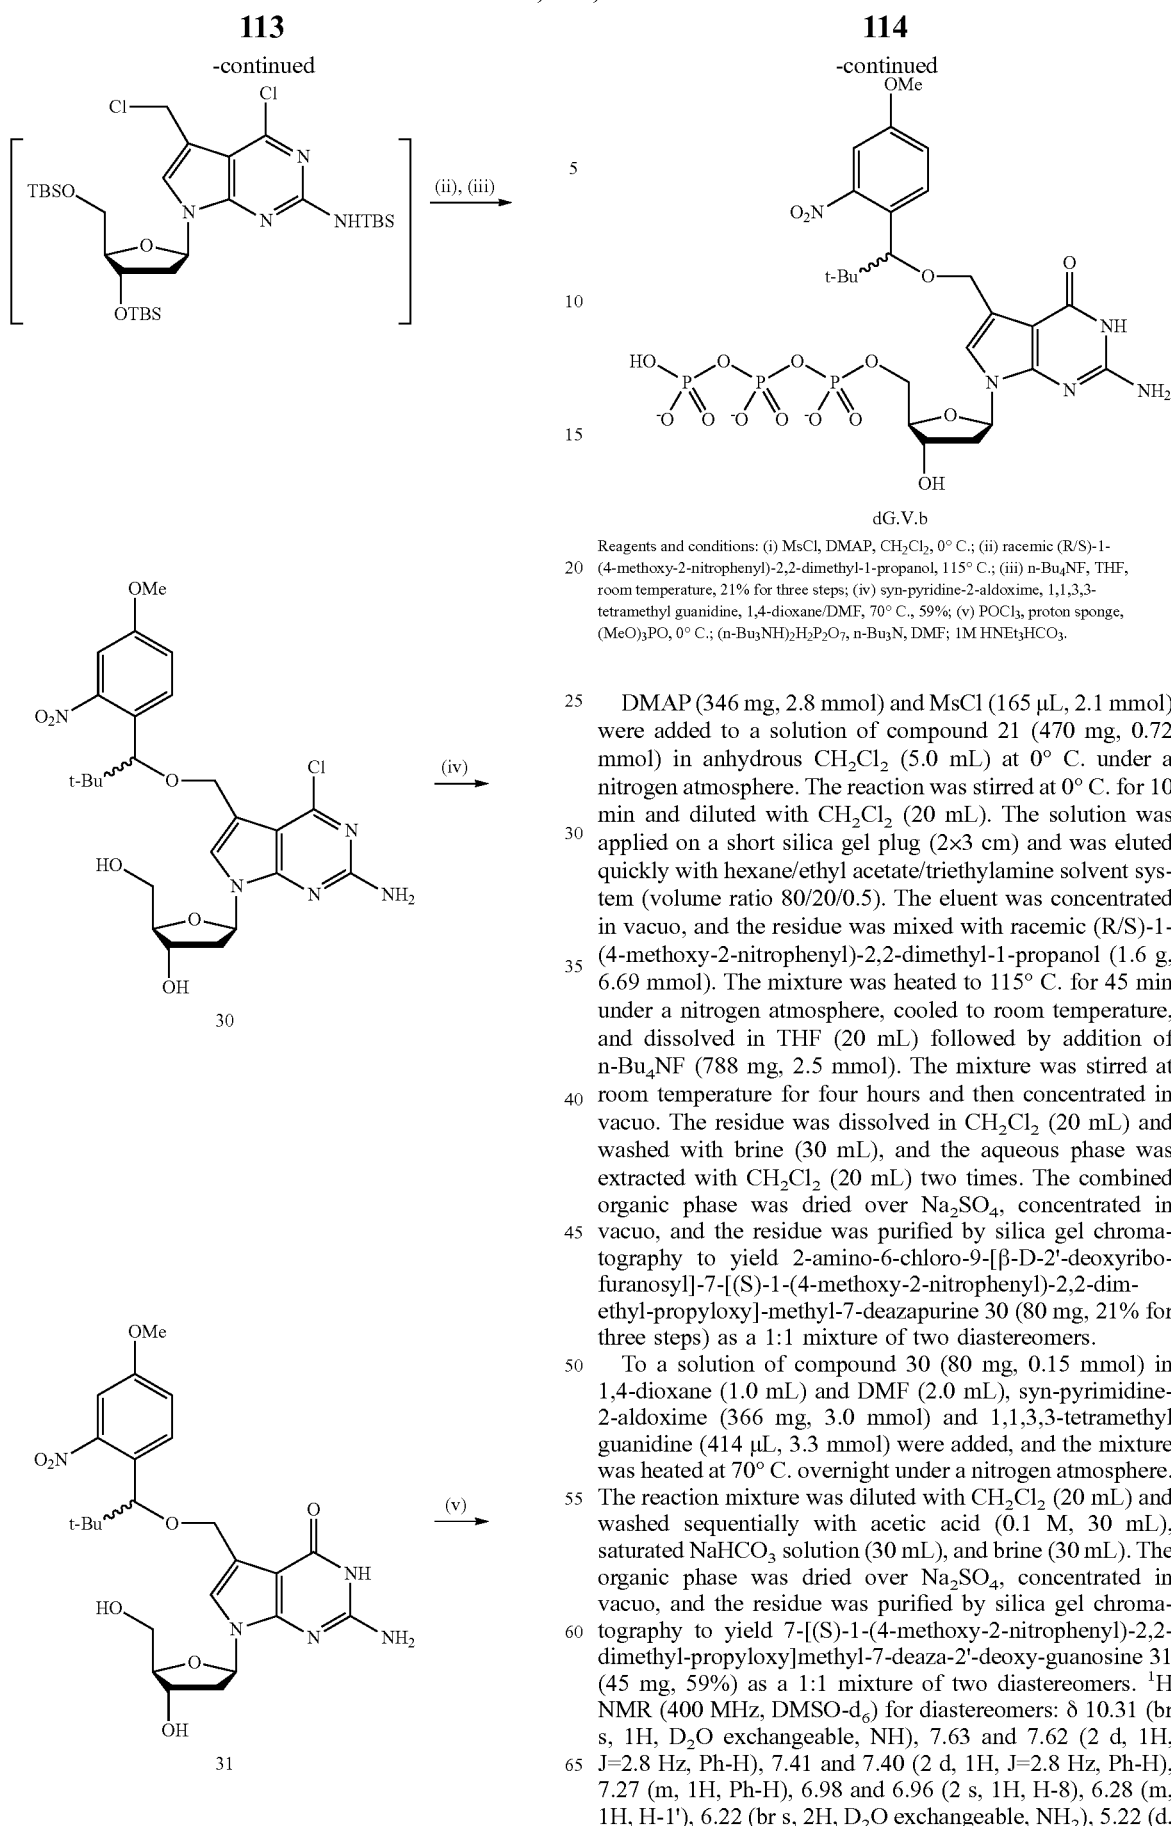 113
-continued
Cl
Cl
N
TBSO
N
N
NHTBS
O
OTBS
(ii), (iii)
OMe
O2N
t-Bu
O
Cl
N
HO
N
N
NH2
O
OH
30
(iv)
OMe
O2N
t-Bu
O
O
NH
HO
N
N
NH2
O
OH
31
(v)
114
-continued
OMe
O2N
t-Bu
O
O
NH
HO
O
O
O
P
P
P
N
N
NH2
-O
O
-O
O
-O
O
O
OH
dG.V.b
Reagents and conditions: (i) MsCl, DMAP, CH2Cl2, 0° C.; (ii) racemic (R/S)-1-
(4-methoxy-2-nitrophenyl)-2,2-dimethyl-1-propanol, 115° C.; (iii) n-Bu4NF, THF,
room temperature, 21% for three steps; (iv) syn-pyridine-2-aldoxime, 1,1,3,3-
tetramethyl guanidine, 1,4-dioxane/DMF, 70° C., 59%; (v) POCl3, proton sponge,
(MeO)3PO, 0° C.; (n-Bu3NH)2H2P2O7, n-Bu3N, DMF; 1M HNEt3HCO3.
5
10
15
20
25
30
35
40
45
50
55
60
65
DMAP (346 mg, 2.8 mmol) and MsCl (165 µL, 2.1 mmol)
were added to a solution of compound 21 (470 mg, 0.72
mmol) in anhydrous CH2Cl2 (5.0 mL) at 0° C. under a
nitrogen atmosphere. The reaction was stirred at 0° C. for 10
min and diluted with CH2Cl2 (20 mL). The solution was
applied on a short silica gel plug (2×3 cm) and was eluted
quickly with hexane/ethyl acetate/triethylamine solvent sys-
tem (volume ratio 80/20/0.5). The eluent was concentrated
in vacuo, and the residue was mixed with racemic (R/S)-1-
(4-methoxy-2-nitrophenyl)-2,2-dimethyl-1-propanol (1.6 g,
6.69 mmol). The mixture was heated to 115° C. for 45 min
under a nitrogen atmosphere, cooled to room temperature,
and dissolved in THF (20 mL) followed by addition of
n-Bu4NF (788 mg, 2.5 mmol). The mixture was stirred at
room temperature for four hours and then concentrated in
vacuo. The residue was dissolved in CH2Cl2 (20 mL) and
washed with brine (30 mL), and the aqueous phase was
extracted with CH2Cl2 (20 mL) two times. The combined
organic phase was dried over Na2SO4, concentrated in
vacuo, and the residue was purified by silica gel chroma-
tography to yield 2-amino-6-chloro-9-[β-D-2'-deoxyribo-
furanosyl]-7-[(S)-1-(4-methoxy-2-nitrophenyl)-2,2-dim-
ethyl-propyloxy]-methyl-7-deazapurine 30 (80 mg, 21% for
three steps) as a 1:1 mixture of two diastereomers.
To a solution of compound 30 (80 mg, 0.15 mmol) in
1,4-dioxane (1.0 mL) and DMF (2.0 mL), syn-pyrimidine-
2-aldoxime (366 mg, 3.0 mmol) and 1,1,3,3-tetramethyl
guanidine (414 µL, 3.3 mmol) were added, and the mixture
was heated at 70° C. overnight under a nitrogen atmosphere.
The reaction mixture was diluted with CH2Cl2 (20 mL) and
washed sequentially with acetic acid (0.1 M, 30 mL),
saturated NaHCO3 solution (30 mL), and brine (30 mL). The
organic phase was dried over Na2SO4, concentrated in
vacuo, and the residue was purified by silica gel chroma-
tography to yield 7-[(S)-1-(4-methoxy-2-nitrophenyl)-2,2-
dimethyl-propyloxy]methyl-7-deaza-2'-deoxy-guanosine 31
(45 mg, 59%) as a 1:1 mixture of two diastereomers. 1H
NMR (400 MHz, DMSO-d6) for diastereomers: δ 10.31 (br
s, 1H, D2O exchangeable, NH), 7.63 and 7.62 (2 d, 1H,
J=2.8 Hz, Ph-H), 7.41 and 7.40 (2 d, 1H, J=2.8 Hz, Ph-H),
7.27 (m, 1H, Ph-H), 6.98 and 6.96 (2 s, 1H, H-8), 6.28 (m,
1H, H-1'), 6.22 (br s, 2H, D2O exchangeable, NH2), 5.22 (d,